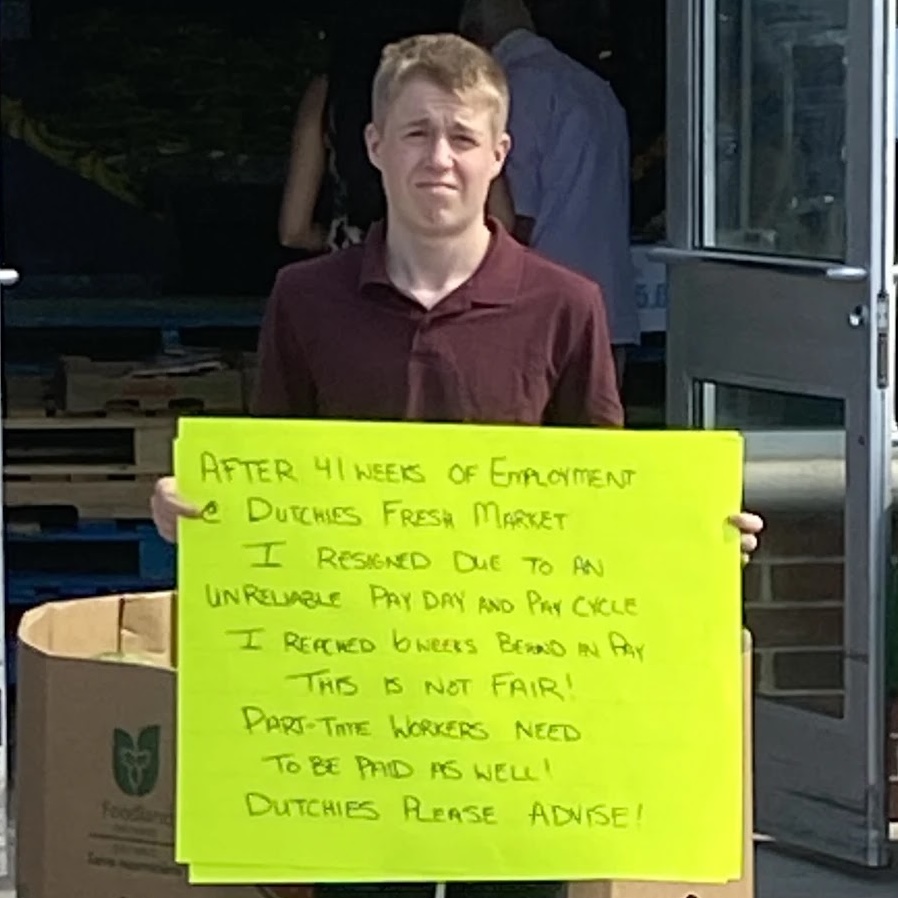 AFTER 41 WEEKS OF EMPLOYMENT
@ DUTCHIES FRESH MARKET
I RESIGNED DUE TO AN
UNRELIABLE PAY DAY AND PAY CYCLE
I REACHED 6 WEEKS BEHIND IN PAY
THIS IS NOT FAIR!
PART-TIME WORKERS NEED
TO BE PAID AS WELL!
DUTCHIES PLEASE ADVISE!
Foodland